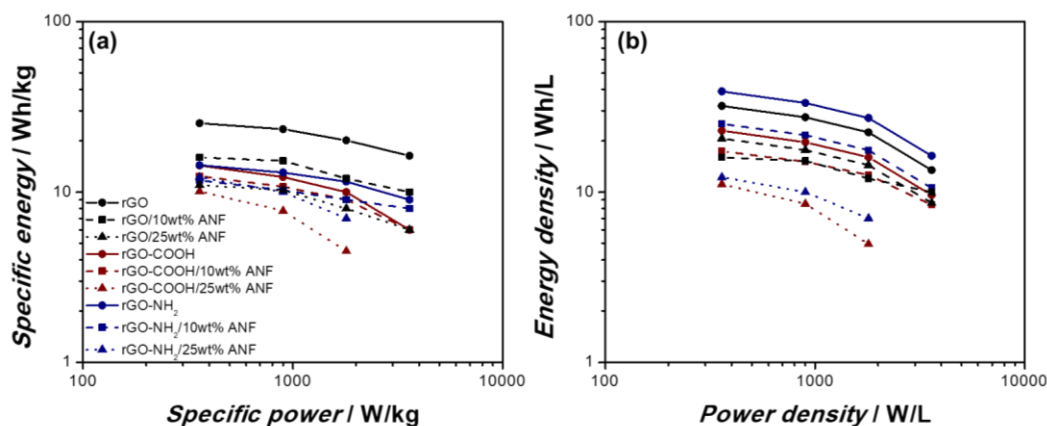 (a)
Specific energy / Wh/kg
100
10
1
rGO
rGO/10wt% ANF
rGO/25wt% ANF
rGO-COOH
rGO-COOH/10wt% ANF
rGO-COOH/25wt% ANF
rGO-NH₂
rGO-NH₂/10wt% ANF
rGO-NH₂/25wt% ANF
100
1000
10000
Specific power / W/kg
(b)
Energy density / Wh/L
100
10
1
100
1000
10000
Power density / W/L